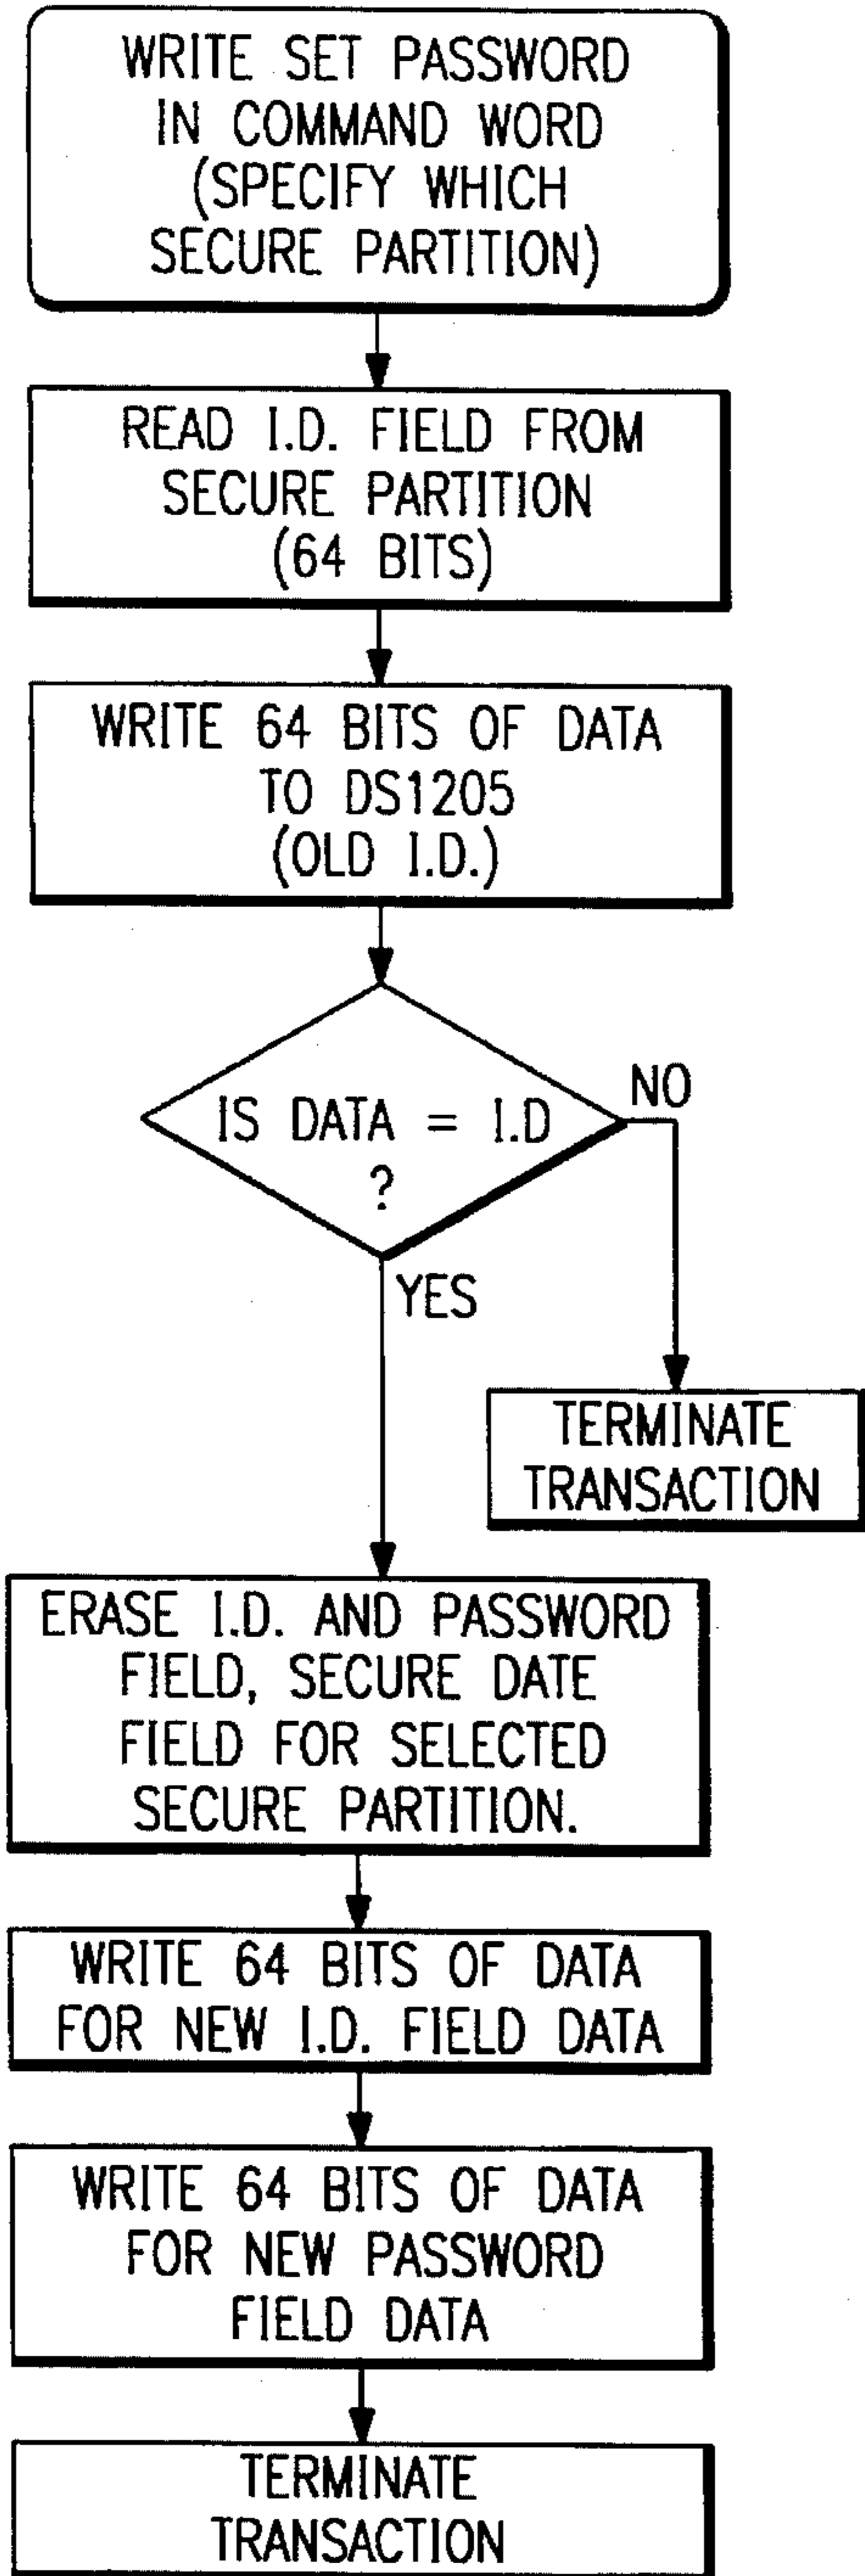 WRITE SET PASSWORD
IN COMMAND WORD
(SPECIFY WHICH
SECURE PARTITION)
READ I.D. FIELD FROM
SECURE PARTITION
(64 BITS)
WRITE 64 BITS OF DATA
TO DS1205
(OLD I.D.)
IS DATA = I.D
?
NO
YES
TERMINATE
TRANSACTION
ERASE I.D. AND PASSWORD
FIELD, SECURE DATE
FIELD FOR SELECTED
SECURE PARTITION.
WRITE 64 BITS OF DATA
FOR NEW I.D. FIELD DATA
WRITE 64 BITS OF DATA
FOR NEW PASSWORD
FIELD DATA
TERMINATE
TRANSACTION